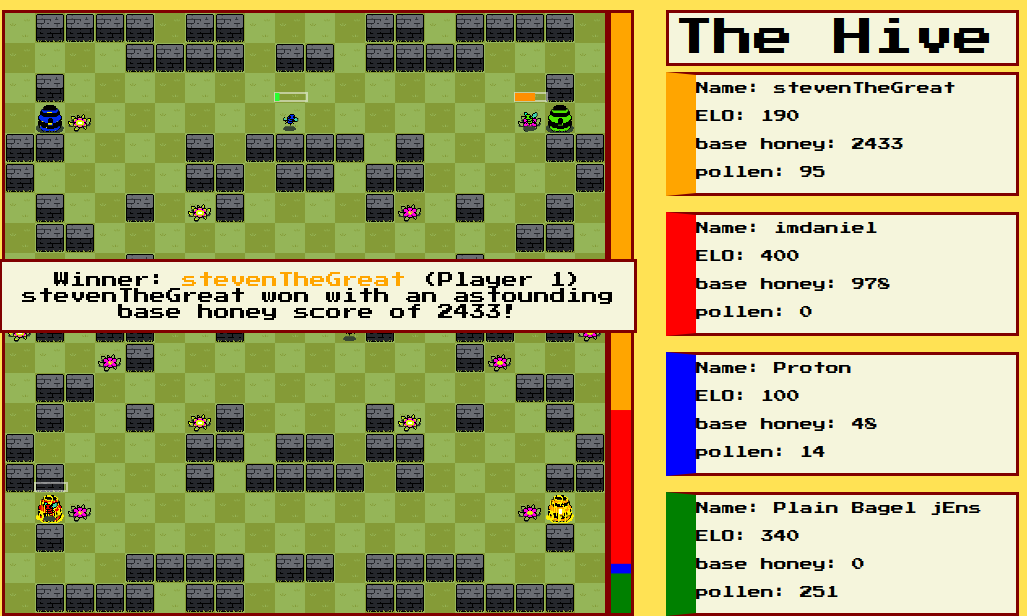 The Hive
Name: stevenTheGreat
ELO: 190
base honey: 2433
pollen: 95
Name: imdaniel
ELO: 400
base honey: 978
pollen: 0
Name: Proton
ELO: 100
base honey: 48
pollen: 14
Name: Plain Bagel jEns
ELO: 340
base honey: 0
pollen: 251
Winner: stevenTheGreat (Player 1)
stevenTheGreat won with an astounding
base honey score of 2433!